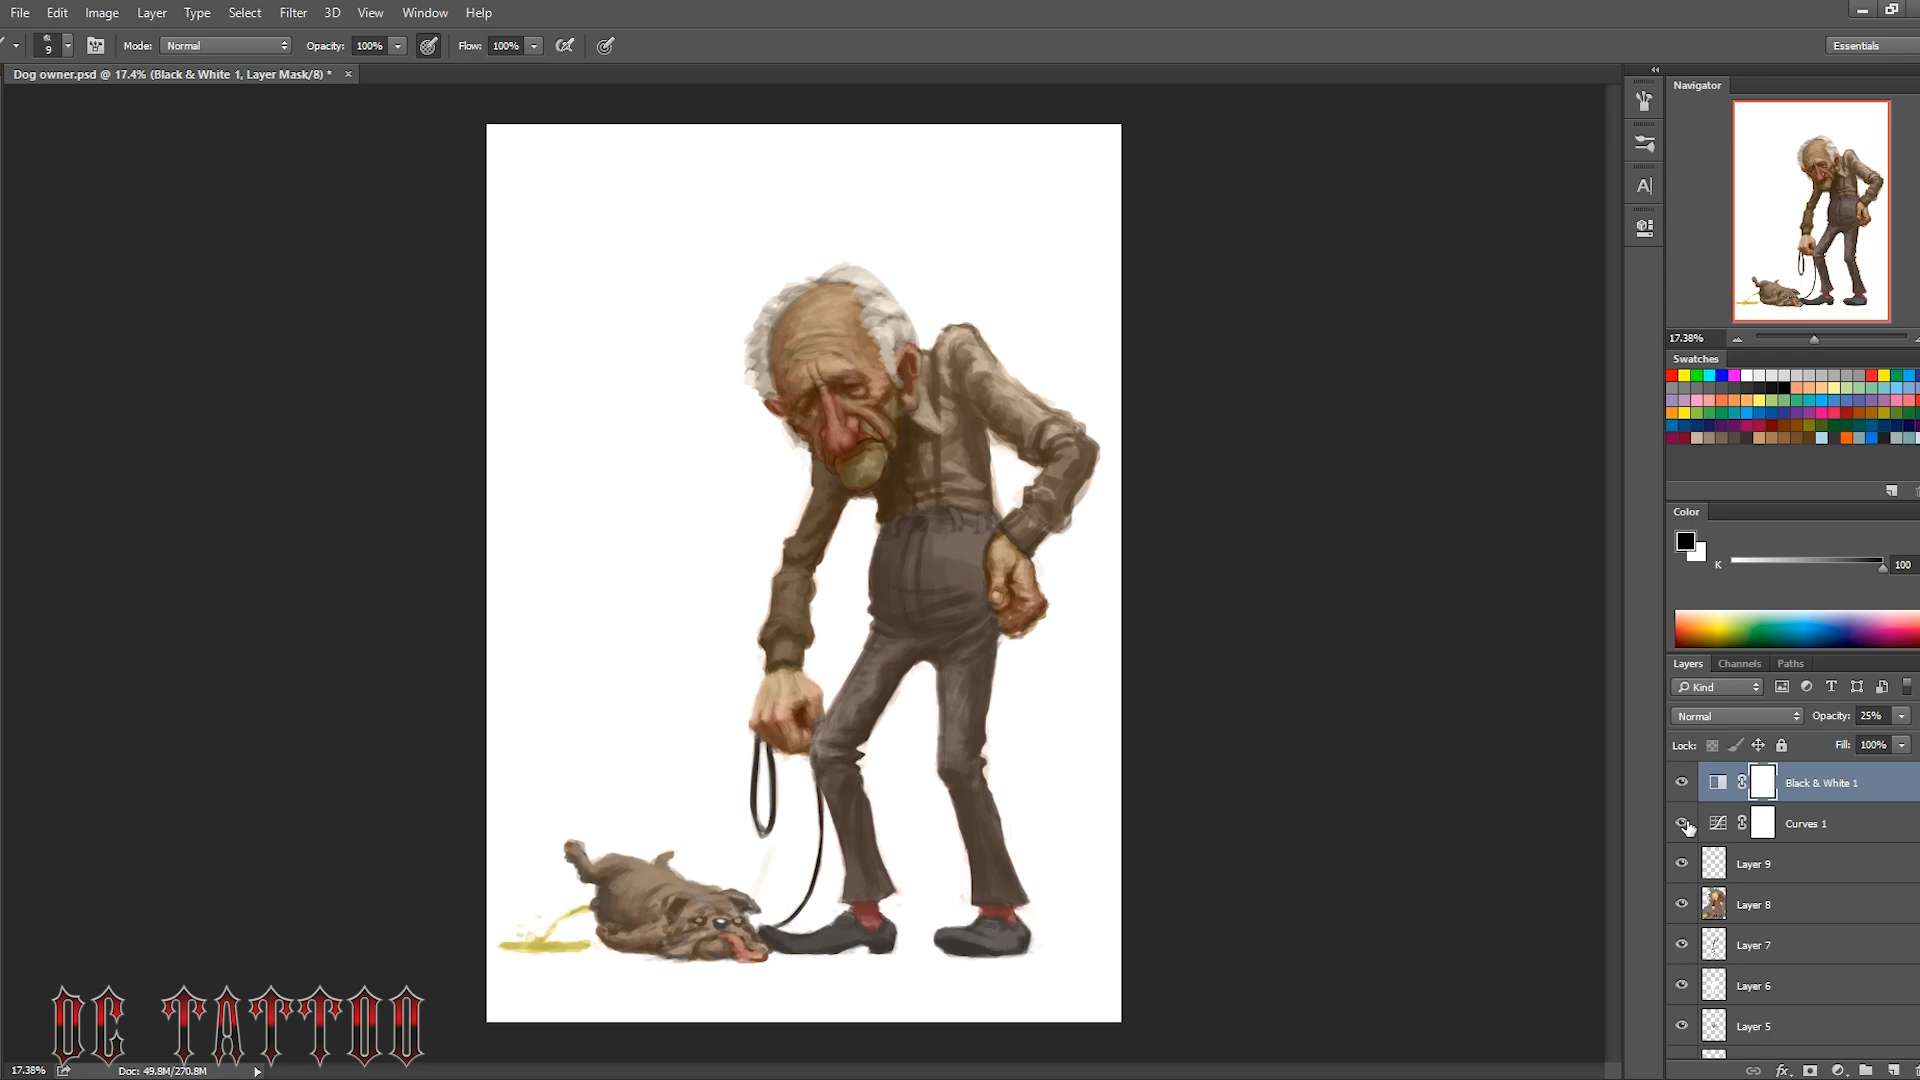 File Edit Image Layer Type Select Filter 3D View Window Help
9 Mode: Normal Opacity: 100% Flow: 100% Essentials
Dog owner.psd @ 17.4% (Black & White 1, Layer Mask/8) * ×
Navigator
17.38%
Swatches
Color
K 100
Layers Channels Paths
Kind
Normal Opacity: 25%
Lock: Fill: 100%
Black & White 1
Curves 1
Layer 9
Layer 8
Layer 7
Layer 6
Layer 5
DC TATTOO
17.38% Doc: 49.8M/270.8M
fx